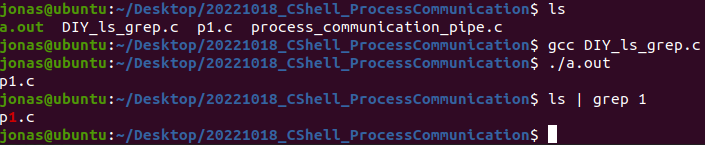 jonas@ubuntu:~/Desktop/20221018_CShell_ProcessCommunication$ ls
a.out  DIY_ls_grep.c  p1.c  process_communication_pipe.c
jonas@ubuntu:~/Desktop/20221018_CShell_ProcessCommunication$ gcc DIY_ls_grep.c
jonas@ubuntu:~/Desktop/20221018_CShell_ProcessCommunication$ ./a.out
p1.c
jonas@ubuntu:~/Desktop/20221018_CShell_ProcessCommunication$ ls | grep 1
p1.c
jonas@ubuntu:~/Desktop/20221018_CShell_ProcessCommunication$